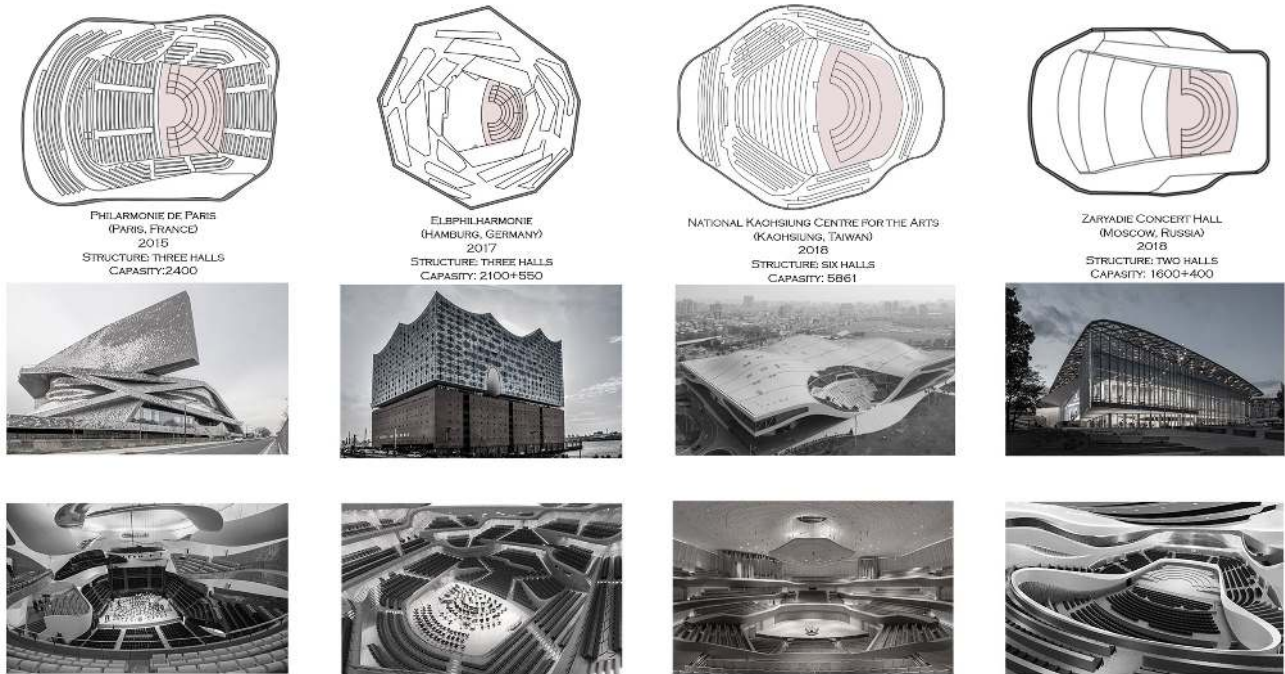 PHILARMONIE DE PARIS
(PARIS, FRANCE)
2015
STRUCTURE: THREE HALLS
CAPASITY:2400
ELBPHILHARMONIE
(HAMBURG, GERMANY)
2017
STRUCTURE: THREE HALLS
CAPASITY: 2100+550
NATIONAL KAOHSIUNG CENTRE FOR THE ARTS
(KAOHSIUNG, TAIWAN)
2018
STRUCTURE: SIX HALLS
CAPASITY: 5861
ZARYADIE CONCERT HALL
(MOSCOW, RUSSIA)
2018
STRUCTURE: TWO HALLS
CAPASITY: 1600+400